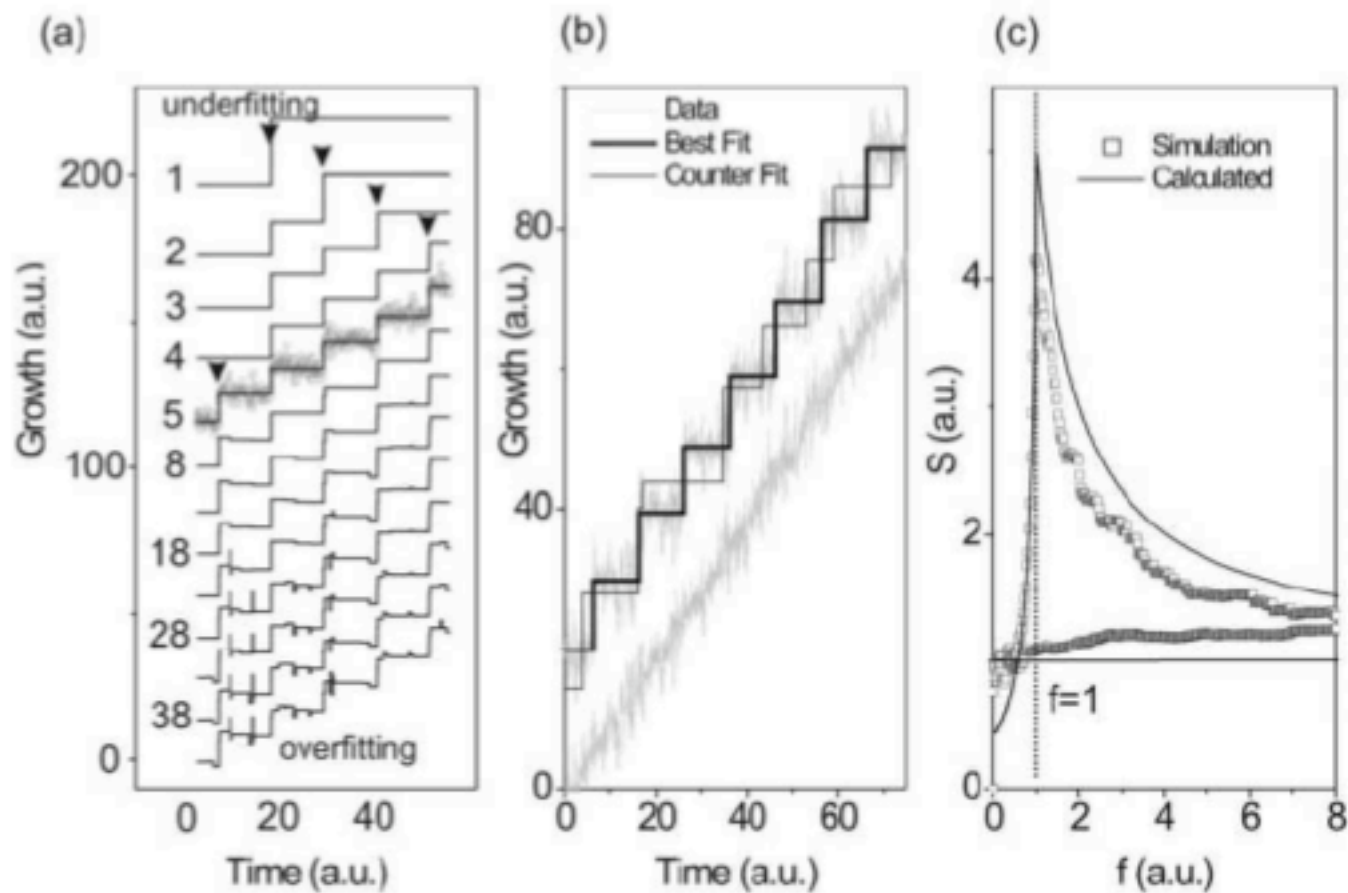 (a)
underfitting
200
1
2
3
4
5
100
8
18
28
38
overfitting
0
0 20 40
Growth (a.u.)
Time (a.u.)
(b)
Data
Best Fit
Counter Fit
80
40
0
0 20 40 60
Growth (a.u.)
Time (a.u.)
(c)
Simulation
Calculated
4
2
0
f=1
0 2 4 6 8
S (a.u.)
f (a.u.)